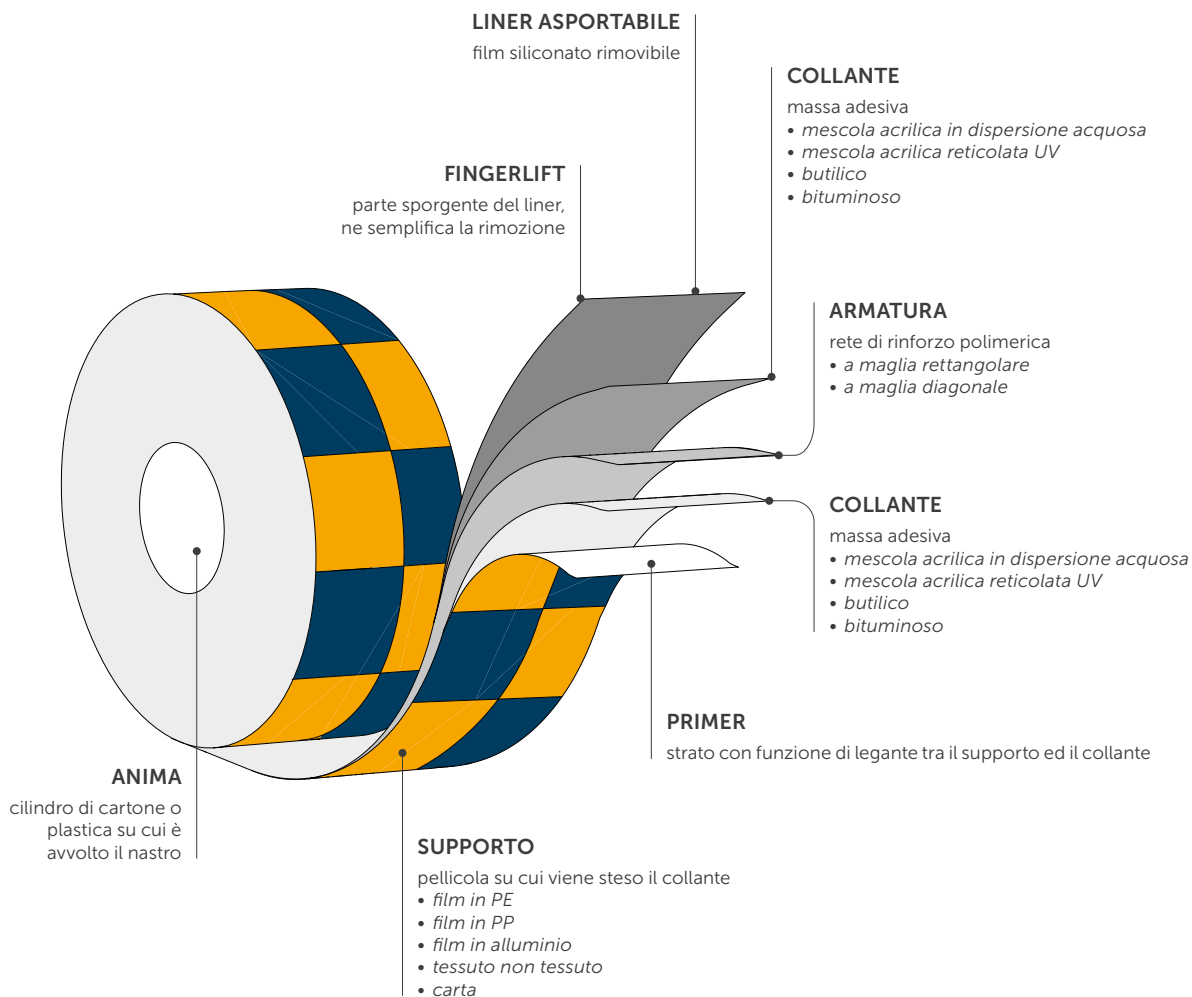 LINER ASPORTABILE
film siliconato rimovibile
COLLANTE
massa adesiva
• mescola acrilica in dispersione acquosa
• mescola acrilica reticolata UV
• butilico
• bituminoso
FINGERLIFT
parte sporgente del liner,
ne semplifica la rimozione
ARMATURA
rete di rinforzo polimerica
• a maglia rettangolare
• a maglia diagonale
COLLANTE
massa adesiva
• mescola acrilica in dispersione acquosa
• mescola acrilica reticolata UV
• butilico
• bituminoso
PRIMER
strato con funzione di legante tra il supporto ed il collante
ANIMA
cilindro di cartone o
plastica su cui è
avvolto il nastro
SUPPORTO
pellicola su cui viene steso il collante
• film in PE
• film in PP
• film in alluminio
• tessuto non tessuto
• carta